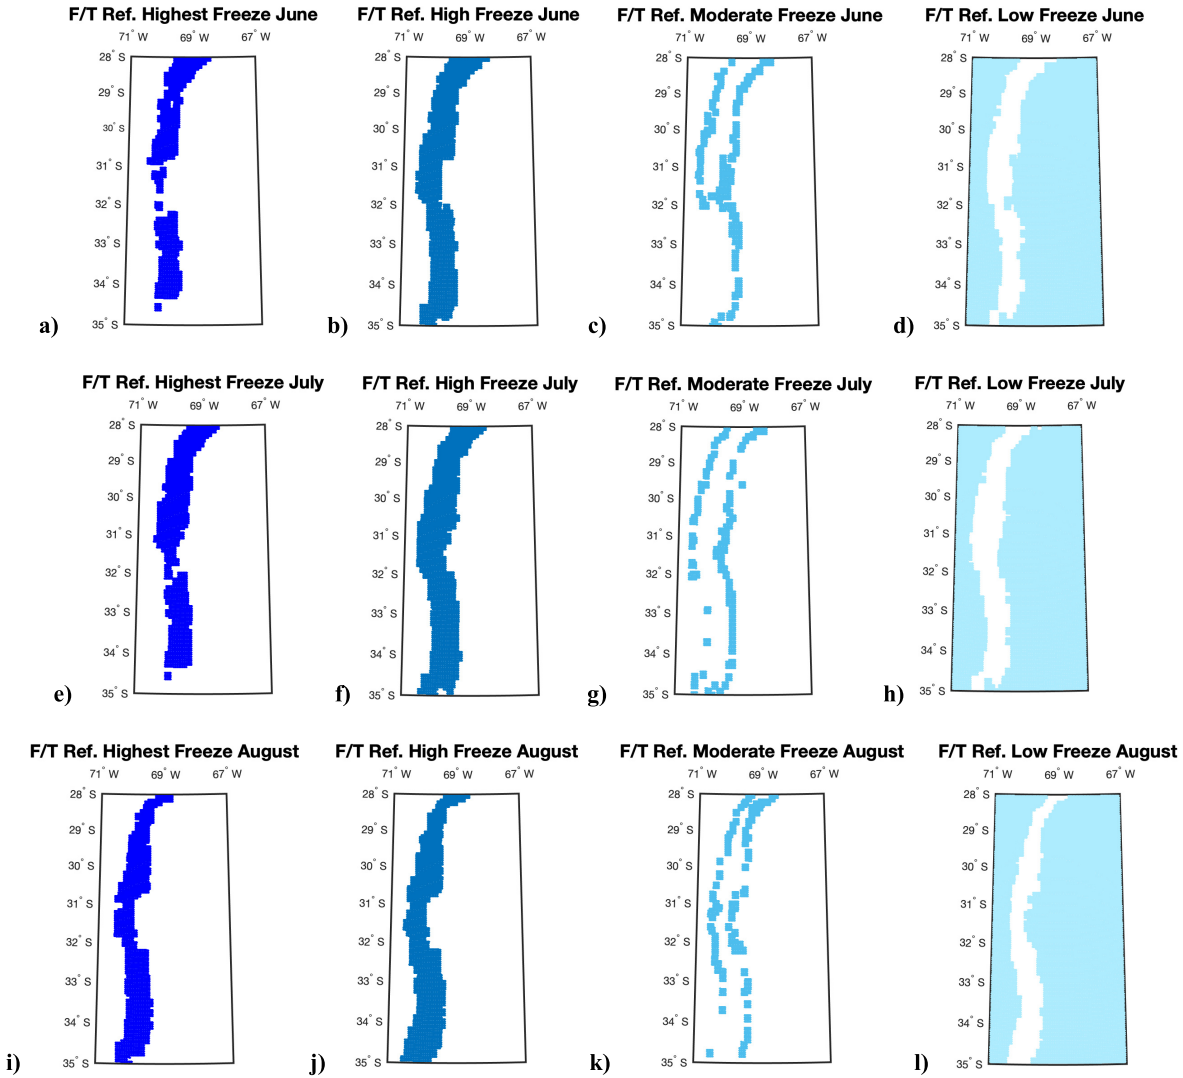 F/T Ref. Highest Freeze June
71° W 69° W 67° W
28° S
29° S
30° S
31° S
32° S
33° S
34° S
35° S
a)
F/T Ref. High Freeze June
71° W 69° W 67° W
28° S
29° S
30° S
31° S
32° S
33° S
34° S
35° S
b)
F/T Ref. Moderate Freeze June
71° W 69° W 67° W
28° S
29° S
30° S
31° S
32° S
33° S
34° S
35° S
c)
F/T Ref. Low Freeze June
71° W 69° W 67° W
28° S
29° S
30° S
31° S
32° S
33° S
34° S
35° S
d)
F/T Ref. Highest Freeze July
71° W 69° W 67° W
28° S
29° S
30° S
31° S
32° S
33° S
34° S
35° S
e)
F/T Ref. High Freeze July
71° W 69° W 67° W
28° S
29° S
30° S
31° S
32° S
33° S
34° S
35° S
f)
F/T Ref. Moderate Freeze July
71° W 69° W 67° W
28° S
29° S
30° S
31° S
32° S
33° S
34° S
35° S
g)
F/T Ref. Low Freeze July
71° W 69° W 67° W
28° S
29° S
30° S
31° S
32° S
33° S
34° S
35° S
h)
F/T Ref. Highest Freeze August
71° W 69° W 67° W
28° S
29° S
30° S
31° S
32° S
33° S
34° S
35° S
i)
F/T Ref. High Freeze August
71° W 69° W 67° W
28° S
29° S
30° S
31° S
32° S
33° S
34° S
35° S
j)
F/T Ref. Moderate Freeze August
71° W 69° W 67° W
28° S
29° S
30° S
31° S
32° S
33° S
34° S
35° S
k)
F/T Ref. Low Freeze August
71° W 69° W 67° W
28° S
29° S
30° S
31° S
32° S
33° S
34° S
35° S
l)